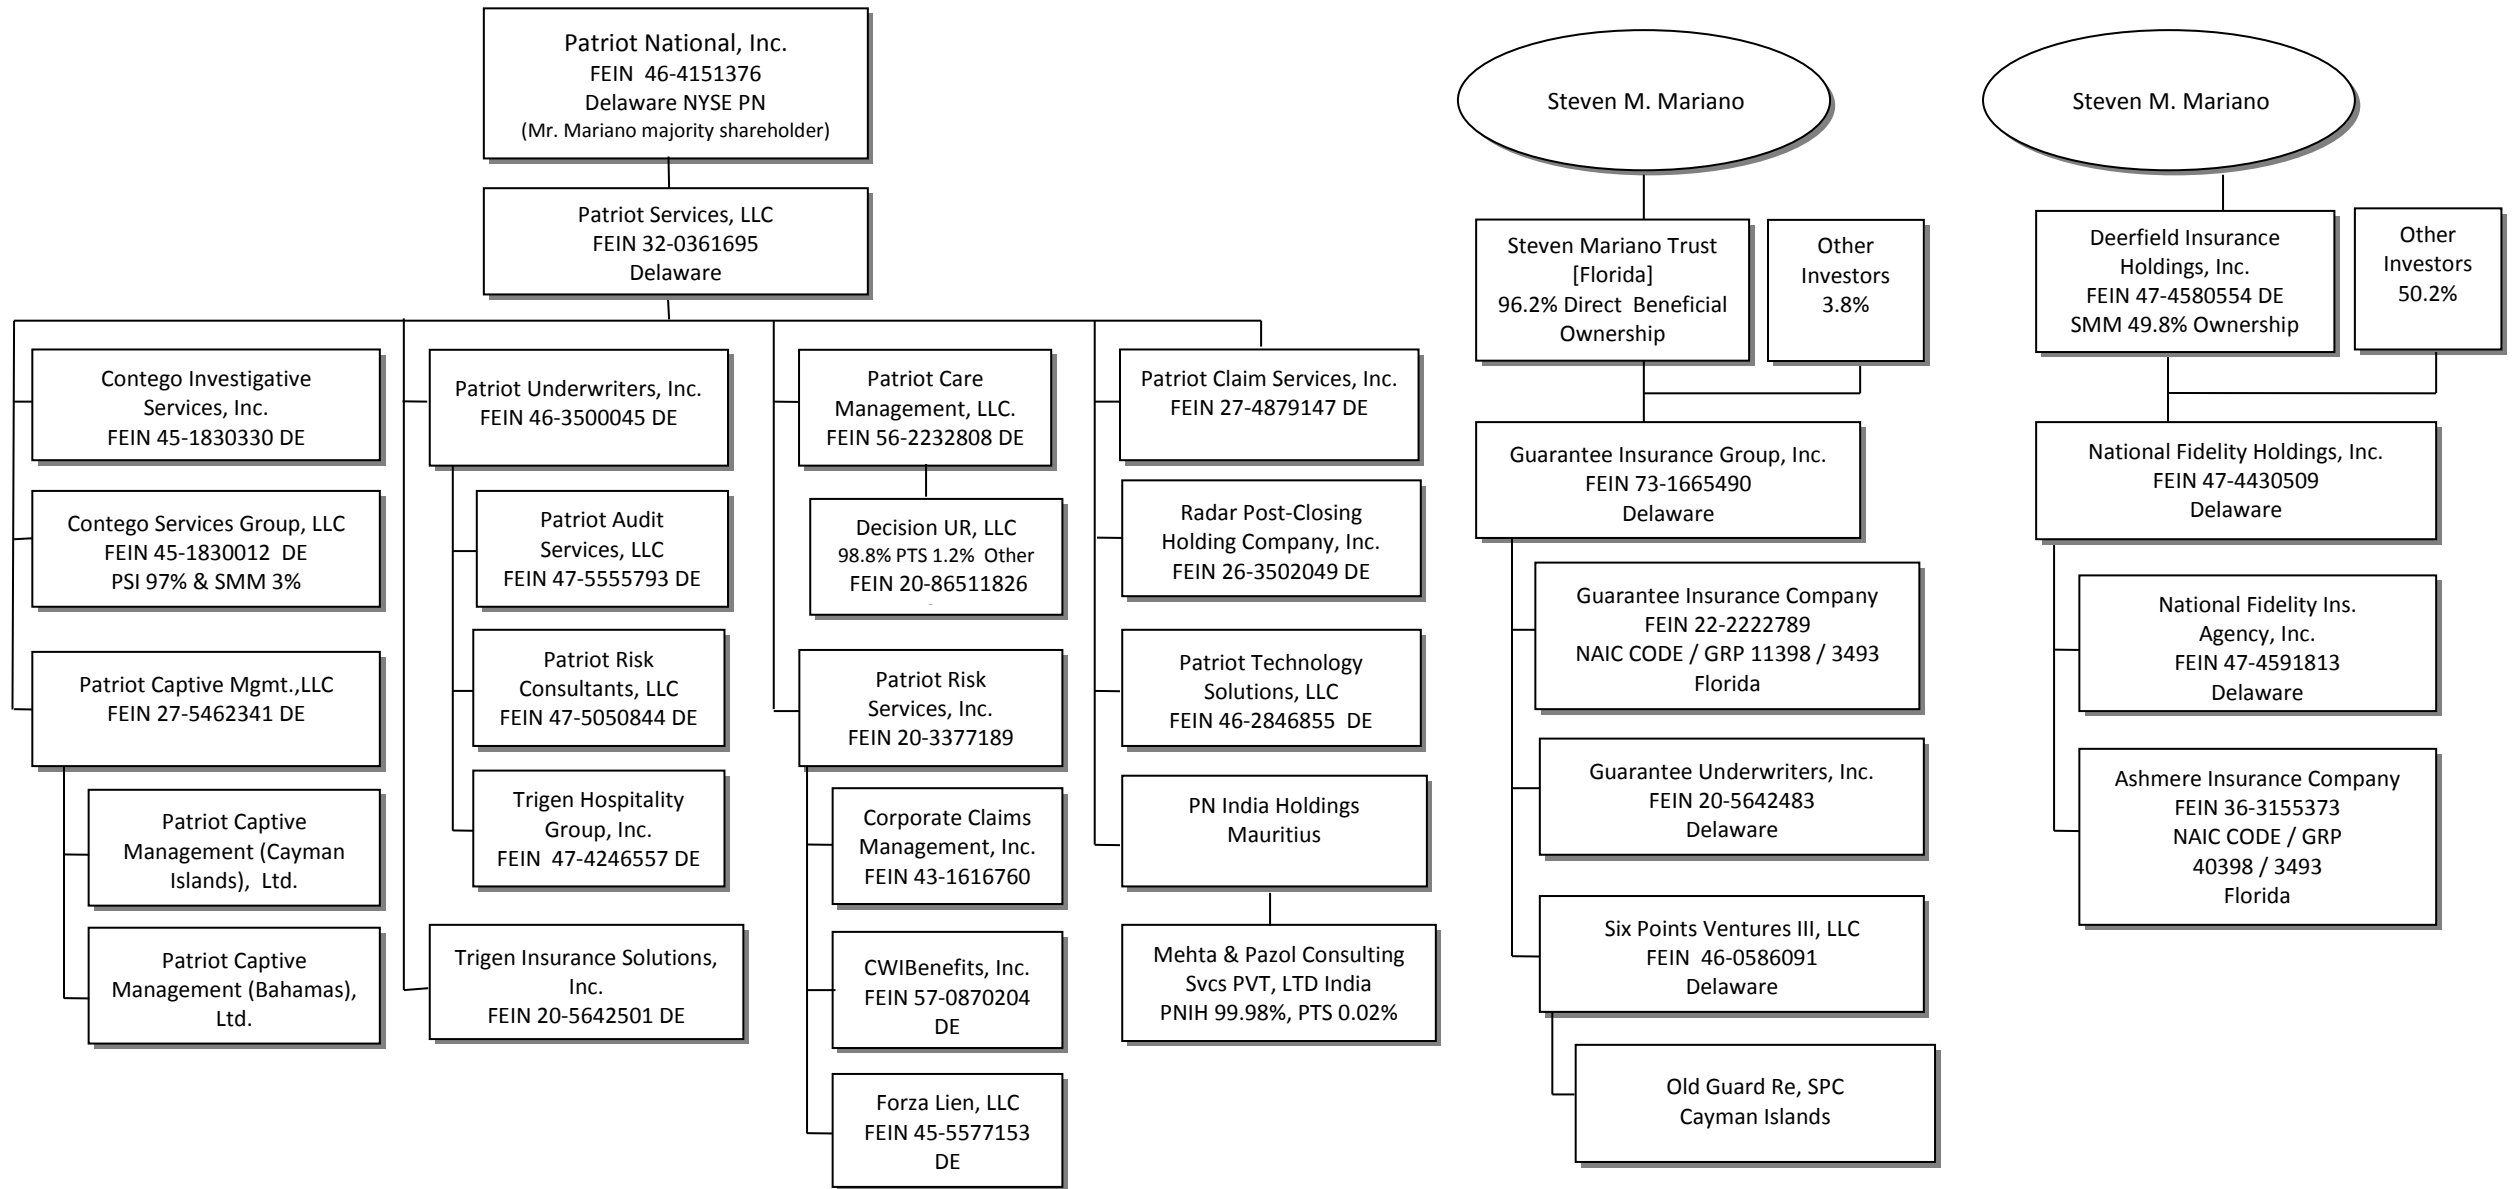 Patriot National, Inc.
FEIN 46-4151376
Delaware NYSE PN
(Mr. Mariano majority shareholder)
Patriot Services, LLC
FEIN 32-0361695
Delaware
Contego Investigative
Services, Inc.
FEIN 45-1830330 DE
Contego Services Group, LLC
FEIN 45-1830012 DE
PSI 97% & SMM 3%
Patriot Captive Mgmt.,LLC
FEIN 27-5462341 DE
Patriot Captive
Management (Cayman
Islands), Ltd.
Patriot Captive
Management (Bahamas),
Ltd.
Patriot Underwriters, Inc.
FEIN 46-3500045 DE
Patriot Audit
Services, LLC
FEIN 47-5555793 DE
Patriot Risk
Consultants, LLC
FEIN 47-5050844 DE
Trigen Hospitality
Group, Inc.
FEIN 47-4246557 DE
Trigen Insurance Solutions,
Inc.
FEIN 20-5642501 DE
Patriot Care
Management, LLC.
FEIN 56-2232808 DE
Decision UR, LLC
98.8% PTS 1.2% Other
FEIN 20-86511826
Patriot Risk
Services, Inc.
FEIN 20-3377189
Corporate Claims
Management, Inc.
FEIN 43-1616760
CWIBenefits, Inc.
FEIN 57-0870204
DE
Forza Lien, LLC
FEIN 45-5577153
DE
Patriot Claim Services, Inc.
FEIN 27-4879147 DE
Radar Post-Closing
Holding Company, Inc.
FEIN 26-3502049 DE
Patriot Technology
Solutions, LLC
FEIN 46-2846855 DE
PN India Holdings
Mauritius
Mehta & Pazol Consulting
Svcs PVT, LTD India
PNIH 99.98%, PTS 0.02%
Steven M. Mariano
Steven Mariano Trust
[Florida]
96.2% Direct Beneficial
Ownership
Other
Investors
3.8%
Guarantee Insurance Group, Inc.
FEIN 73-1665490
Delaware
Guarantee Insurance Company
FEIN 22-2222789
NAIC CODE / GRP 11398 / 3493
Florida
Guarantee Underwriters, Inc.
FEIN 20-5642483
Delaware
Six Points Ventures III, LLC
FEIN 46-0586091
Delaware
Old Guard Re, SPC
Cayman Islands
Steven M. Mariano
Deerfield Insurance
Holdings, Inc.
FEIN 47-4580554 DE
SMM 49.8% Ownership
Other
Investors
50.2%
National Fidelity Holdings, Inc.
FEIN 47-4430509
Delaware
National Fidelity Ins.
Agency, Inc.
FEIN 47-4591813
Delaware
Ashmere Insurance Company
FEIN 36-3155373
NAIC CODE / GRP
40398 / 3493
Florida